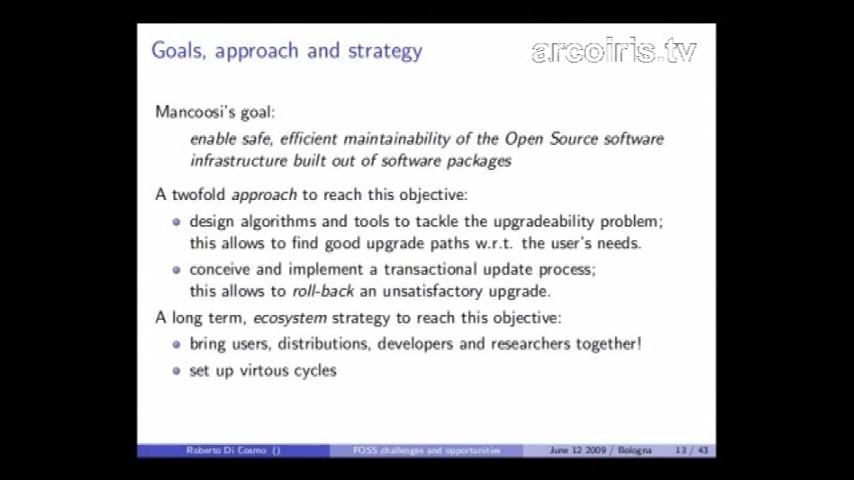 Goals, approach and strategy
arcoiris.tv
Mancoosi's goal:
enable safe, efficient maintainability of the Open Source software
infrastructure built out of software packages
A twofold approach to reach this objective:
design algorithms and tools to tackle the upgradeability problem;
this allows to find good upgrade paths w.r.t. the user's needs.
conceive and implement a transactional update process;
this allows to roll-back an unsatisfactory upgrade.
A long term, ecosystem strategy to reach this objective:
bring users, distributions, developers and researchers together!
set up virtous cycles
Roberto Di Cosmo () FOSS challenges and opportunities June 12 2009 / Bologna 13 / 43